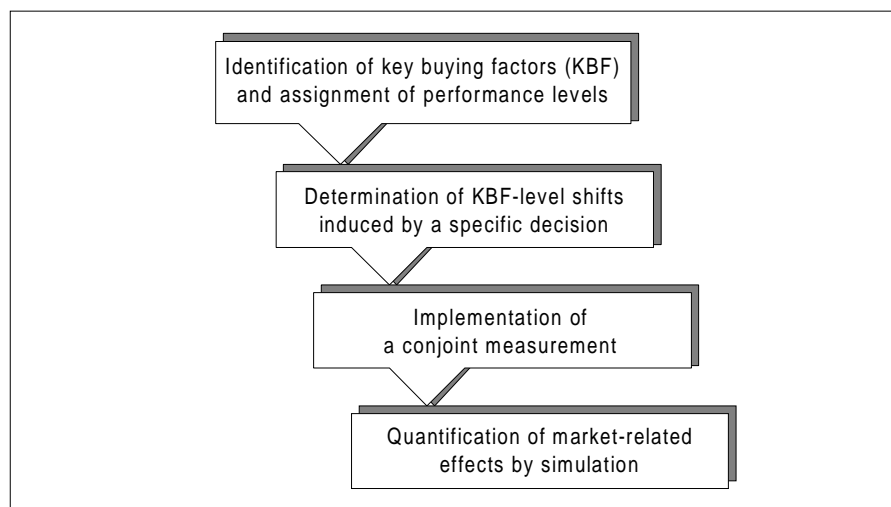 Identification of key buying factors (KBF)
and assignment of performance levels
Determination of KBF-level shifts
induced by a specific decision
Implementation of
a conjoint measurement
Quantification of market-related
effects by simulation